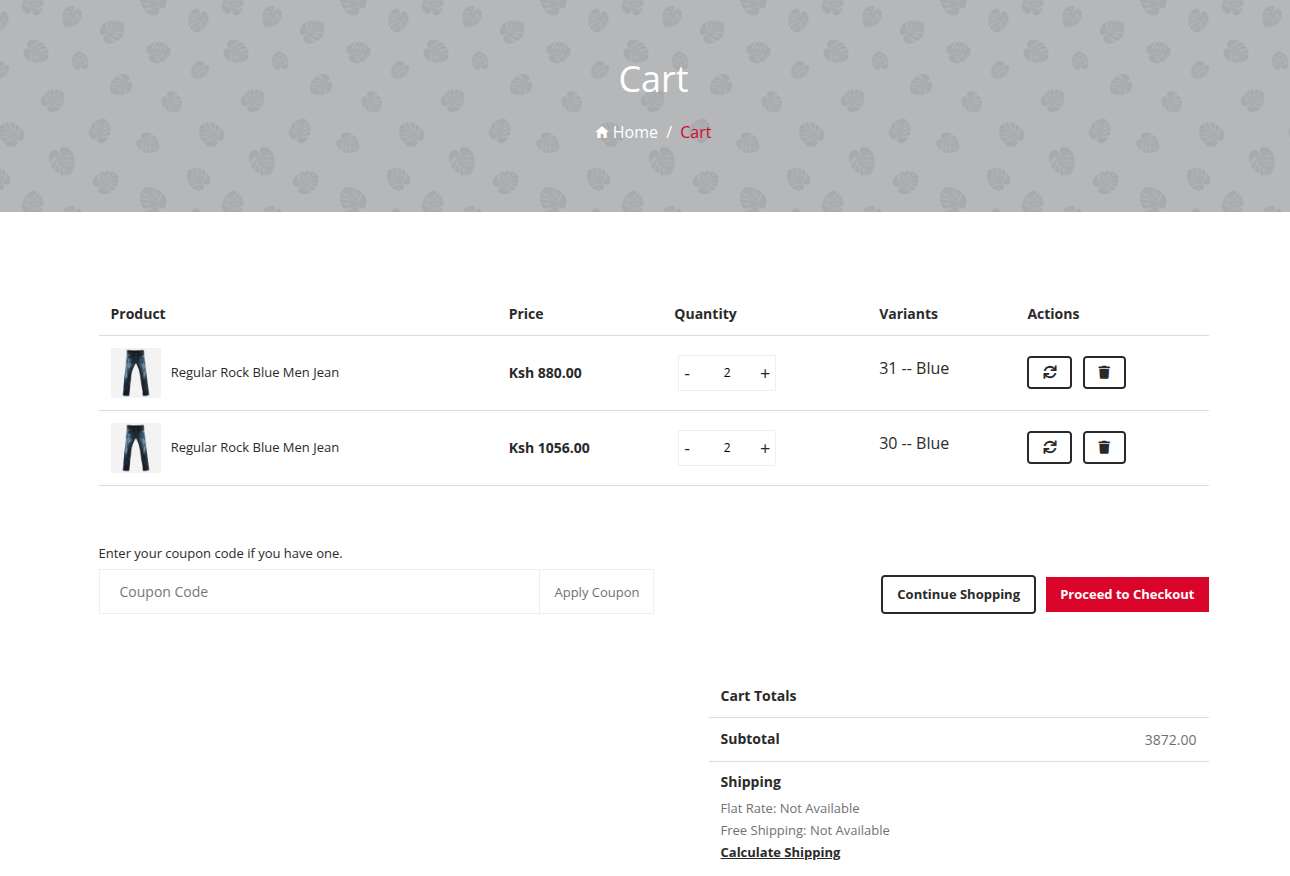 Cart
Home / Cart
Product Price Quantity Variants Actions
Regular Rock Blue Men Jean Ksh 880.00 - 2 + 31 -- Blue
Regular Rock Blue Men Jean Ksh 1056.00 - 2 + 30 -- Blue
Enter your coupon code if you have one.
Coupon Code Apply Coupon Continue Shopping Proceed to Checkout
Cart Totals
Subtotal 3872.00
Shipping
Flat Rate: Not Available
Free Shipping: Not Available
Calculate Shipping